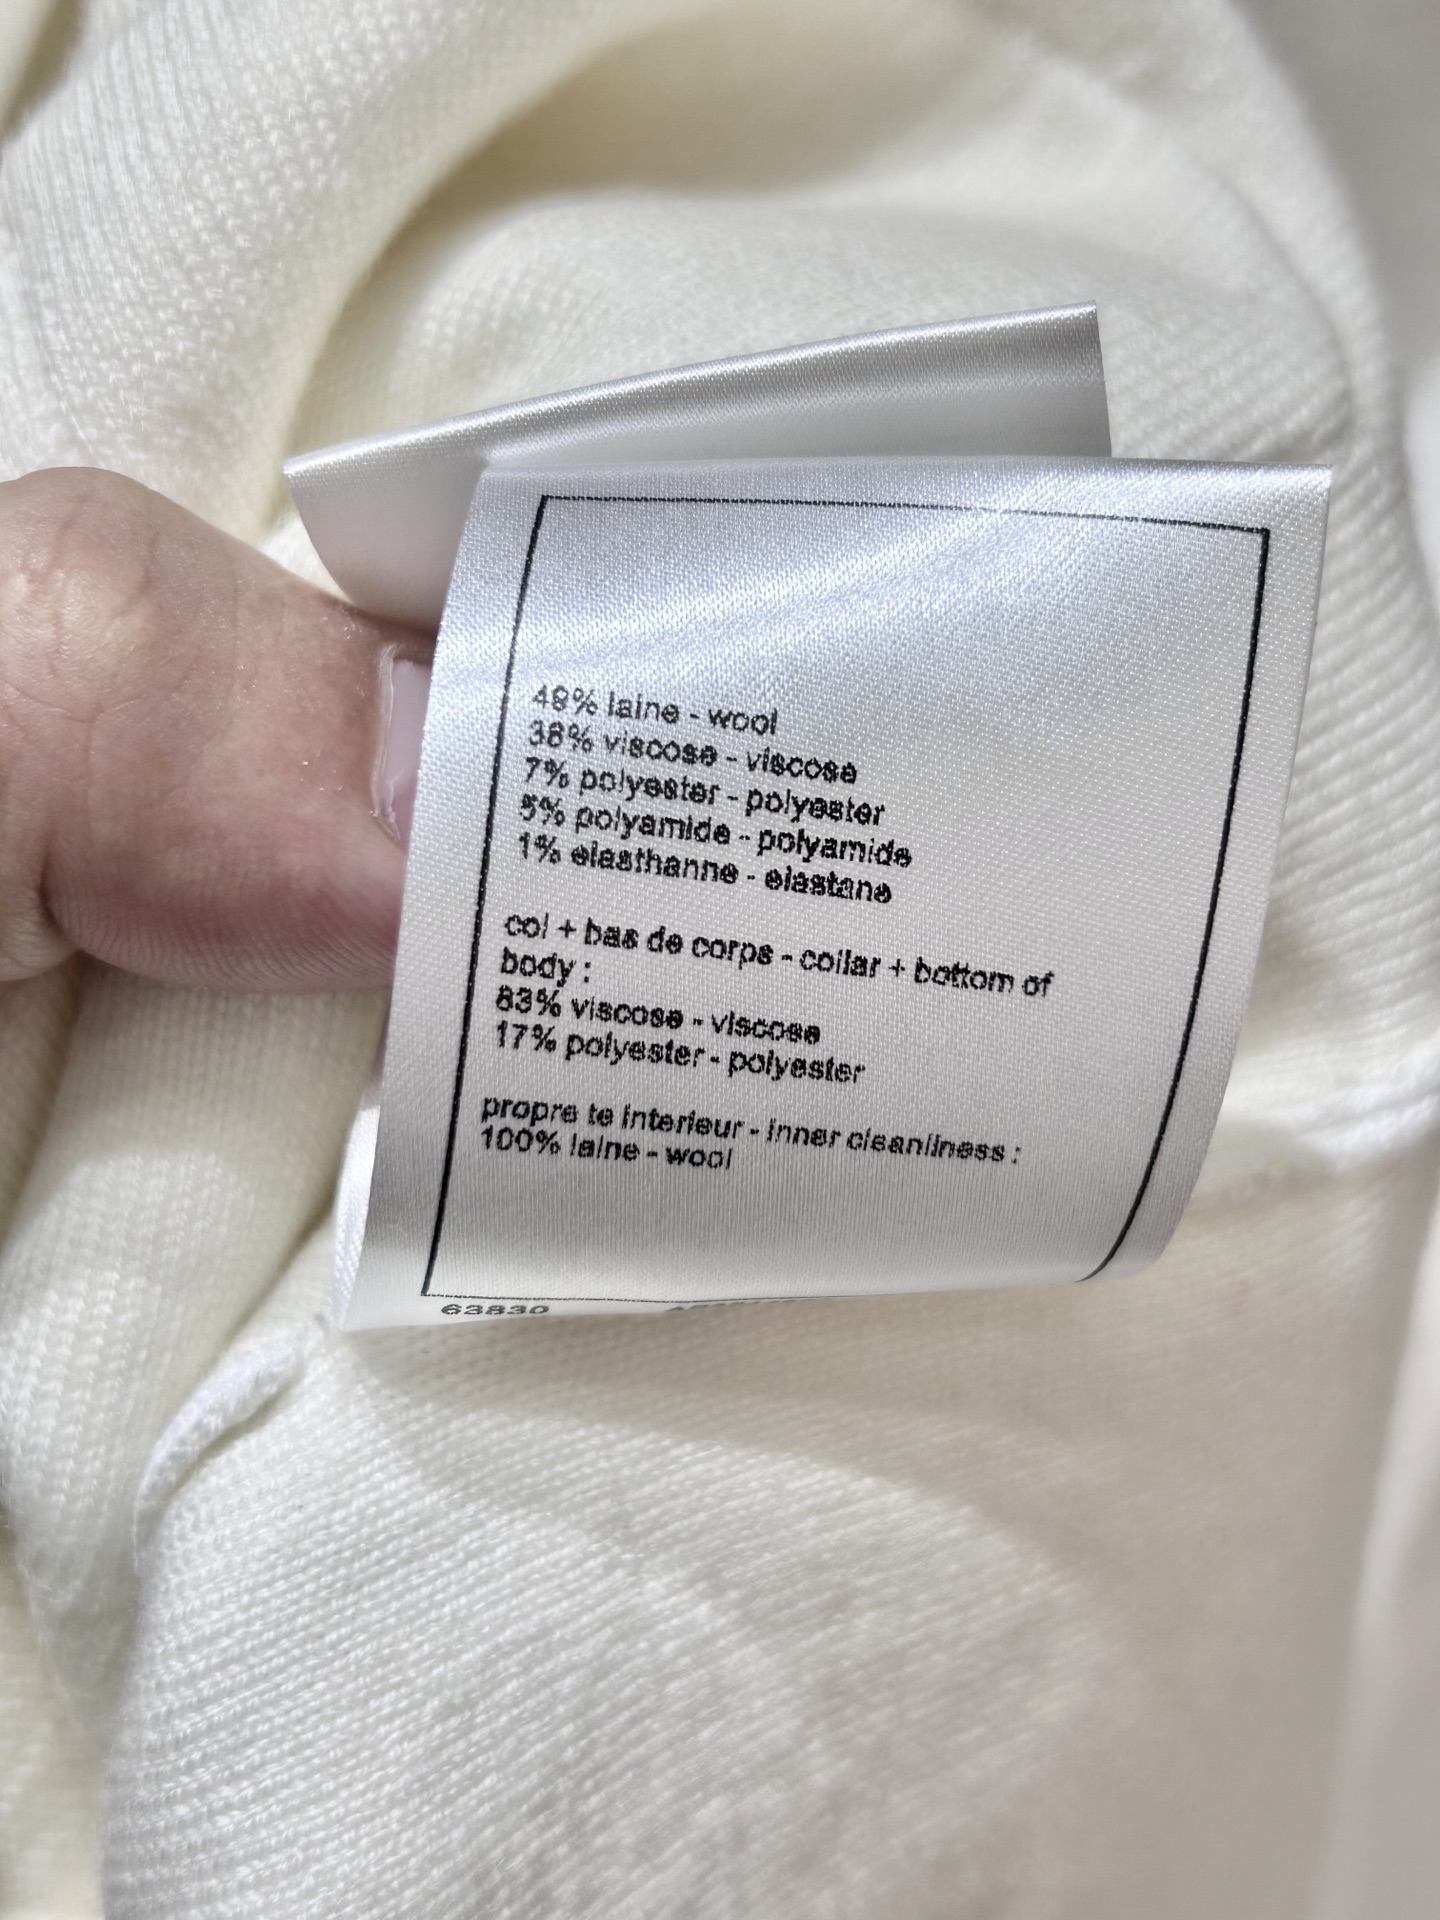 49% laine - wool
38% viscose - viscose
7% polyester - polyester
5% polyamide - polyamide
1% elasthanne - elastane
col + bas de corps - collar + bottom of
body :
83% viscose - viscose
17% polyester - polyester
propre te interieur - inner cleanliness :
100% laine - wool
63830